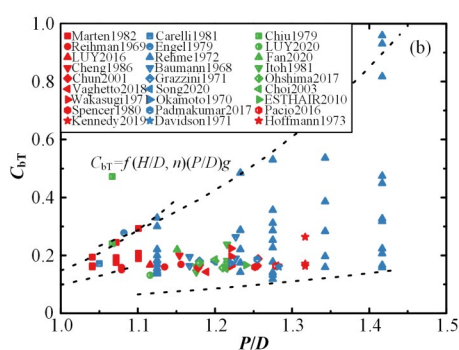 1.0
Marten1982 Carelli1981 Chiu1979
Reihman1969 Engel1979 LUY2020
LUY2016 Rehme1972 Fan2020
Cheng1986 Baumann1968 Itoh1981
Chun2001 Grazzini1971 Ohshima2017
Vaghetto2018 Song2020 Choi2003
Wakasugi197 Okamoto1970 ESTHAIR2010
Spencer1980 Padmakumar2017 Pacio2016
Kennedy2019 Davidson1971 Hoffmann1973
(b)
0.8
0.6
C_bT=f(H/D, n)(P/D)g
C_bT
0.4
0.2
0.0
1.0 1.1 1.2 1.3 1.4 1.5
P/D